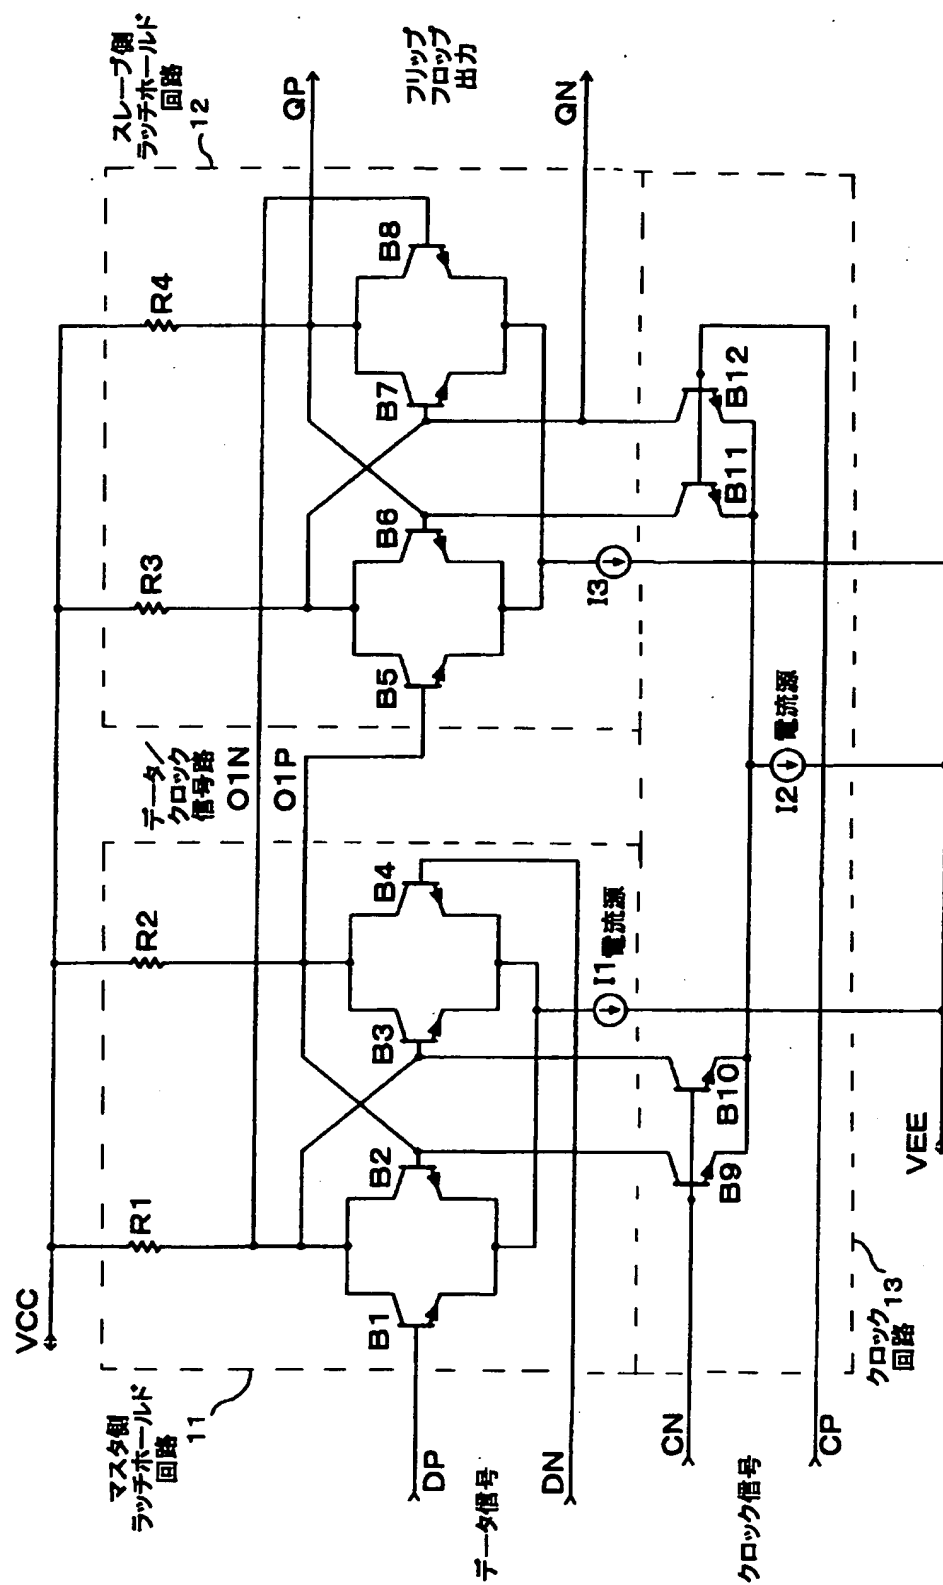 マスタ側
ラッチホールド
回路
11
スレーブ側
ラッチホールド
回路
12
VCC
R1
R2
R3
R4
データ/
クロック
信号路
O1N
O1P
QP
フリップ
フロップ
出力
QN
B1
B2
B3
B4
B5
B6
B7
B8
DP
データ信号
DN
I1電流源
I3
CN
クロック信号
CP
B9
B10
B11
B12
I2 電流源
クロック
回路
13
VEE